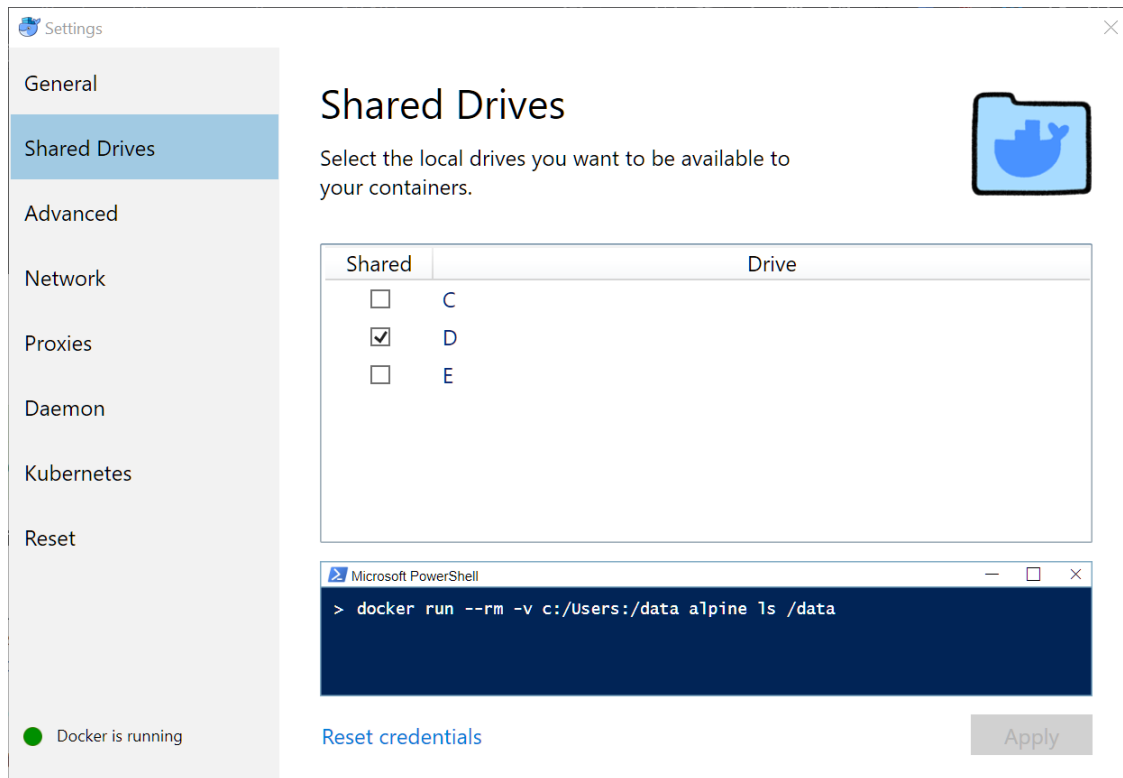 Settings
General
Shared Drives
Advanced
Network
Proxies
Daemon
Kubernetes
Reset
Docker is running
Shared Drives
Select the local drives you want to be available to
your containers.
Shared Drive
C
D
E
Microsoft PowerShell
> docker run --rm -v c:/Users:/data alpine ls /data
Reset credentials
Apply